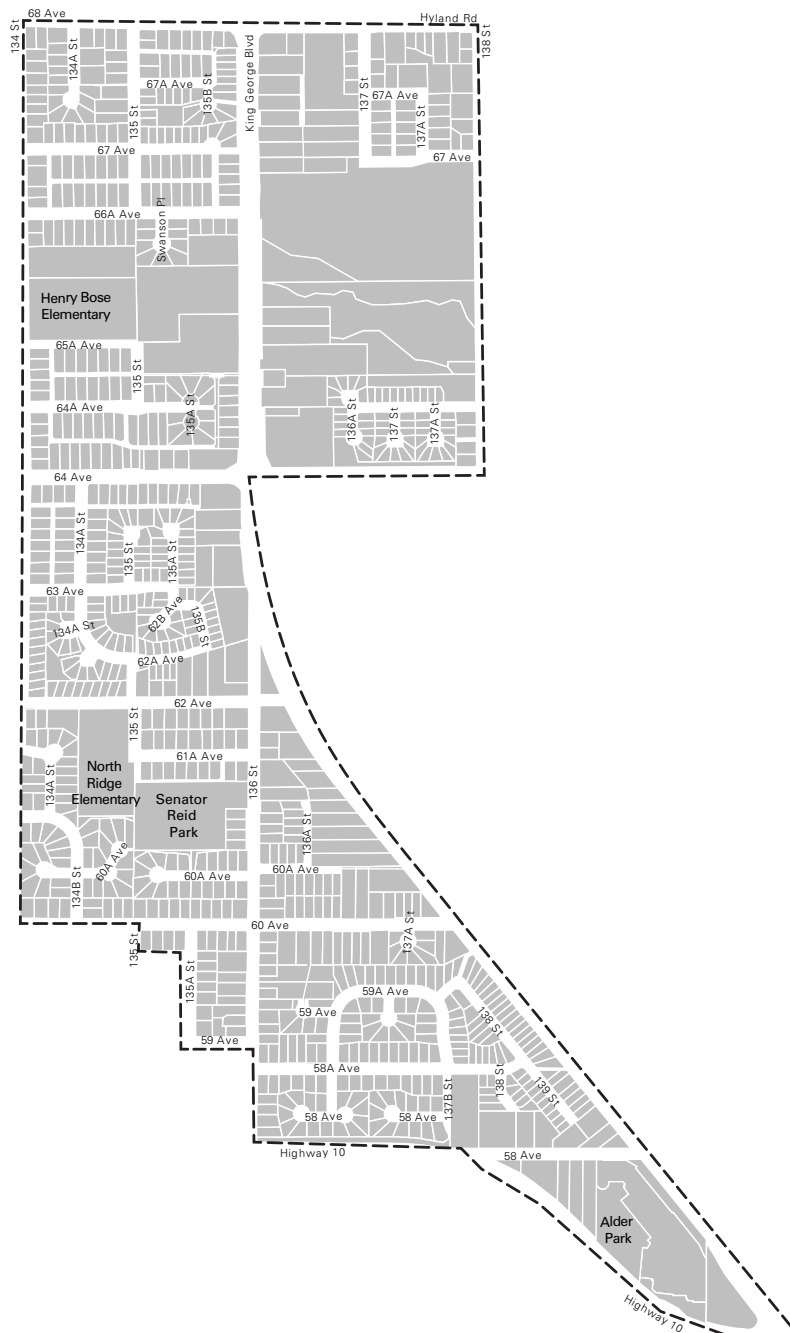 68 Ave
Hyland Rd
134 St
138 St
134A St
King George Blvd
67A Ave
135B St
137 St
67A Ave
135 St
137A St
67 Ave
67 Ave
66A Ave
Swanson Pl
Henry Bose
Elementary
65A Ave
135 St
64A Ave
135A St
136A St
137 St
137A St
64 Ave
134A St
135 St
135A St
63 Ave
62B Ave
135B St
134A St
62A Ave
62 Ave
135 St
61A Ave
North
Ridge
Elementary
134A St
136 St
Senator
Reid
Park
136A St
60A Ave
60A Ave
60A Ave
134B St
60 Ave
137A St
135 St
135A St
59A Ave
59 Ave
138 St
59 Ave
58A Ave
137B St
138 St
139 St
58 Ave
58 Ave
Highway 10
58 Ave
Alder
Park
Highway 10